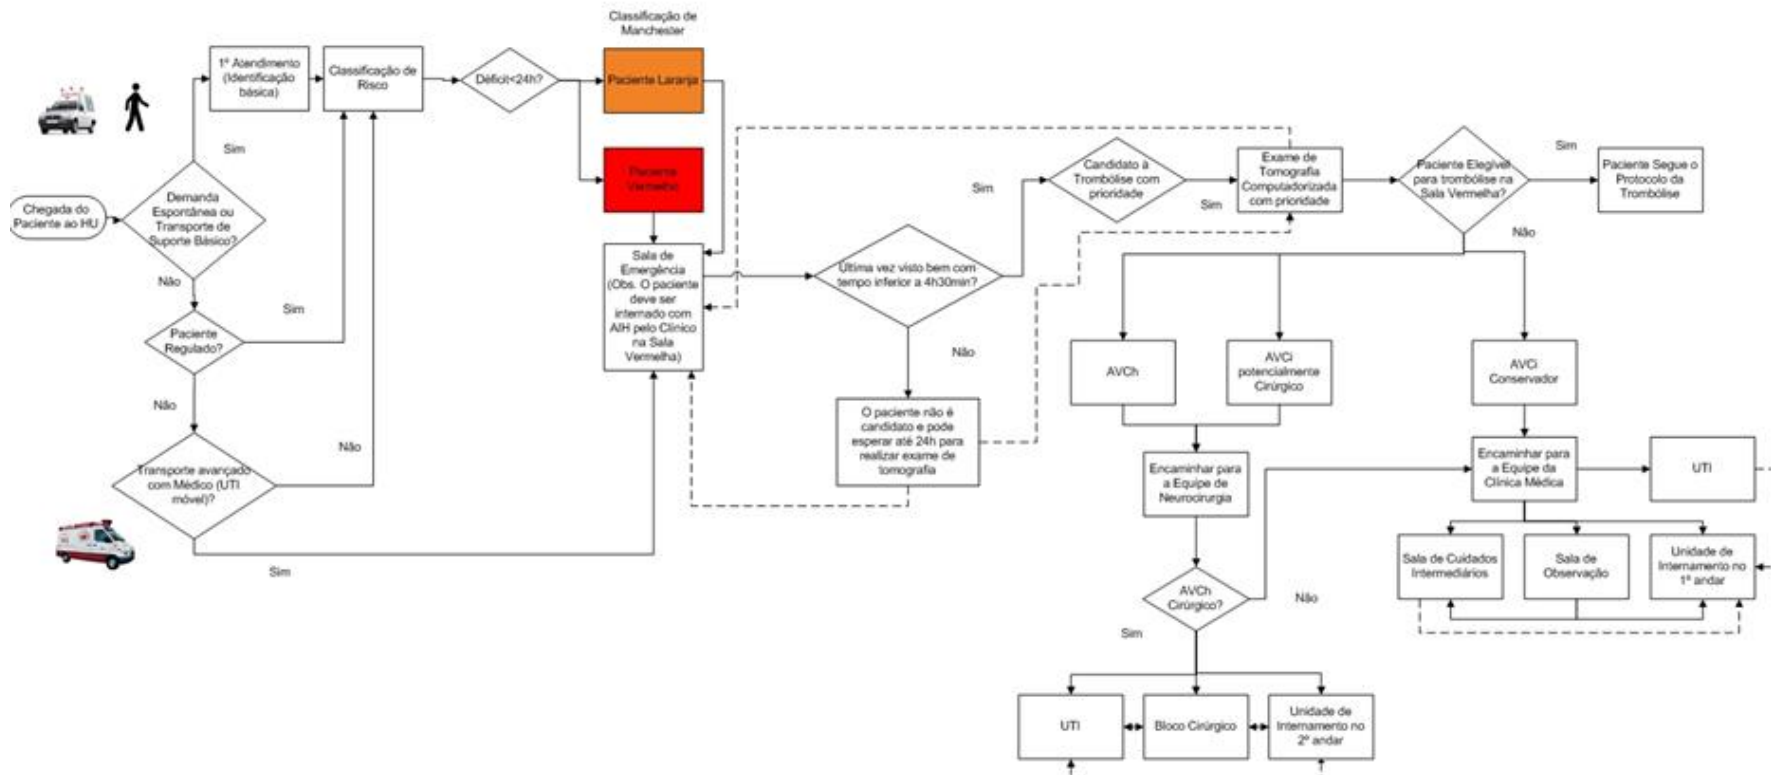 Classificação de
Manchester
1º Atendimento
(Identificação
básica)
Classificação de
Risco
Déficit<24h?
Paciente Laranja
Paciente
Vermelho
Sim
Chegada do
Paciente ao HU
Demanda
Espontânea ou
Transporte de
Suporte Básico?
Não
Paciente
Regulado?
Sim
Não
Transporte avançado
com Médico (UTI
móvel)?
Não
Sim
Sala de
Emergência
(Obs. O paciente
deve ser
internado com
AIH pelo Clínico
na Sala
Vermelha)
Última vez visto bem com
tempo inferior a 4h30min?
Sim
Não
O paciente não é
candidato e pode
esperar até 24h para
realizar exame de
tomografia
Candidato à
Trombólise com
prioridade
Sim
Exame de
Tomografia
Computadorizada
com prioridade
Paciente Elegível
para trombólise na
Sala Vermelha?
Sim
Paciente Segue o
Protocolo da
Trombólise
Não
AVCh
AVCi
potencialmente
Cirúrgico
AVCi
Conservador
Encaminhar para
a Equipe de
Neurocirurgia
Encaminhar para
a Equipe da
Clínica Médica
UTI
Sala de Cuidados
Intermediários
Sala de
Observação
Unidade de
Internamento no
1º andar
AVCh
Cirúrgico?
Não
Sim
UTI
Bloco Cirúrgico
Unidade de
Internamento no
2º andar